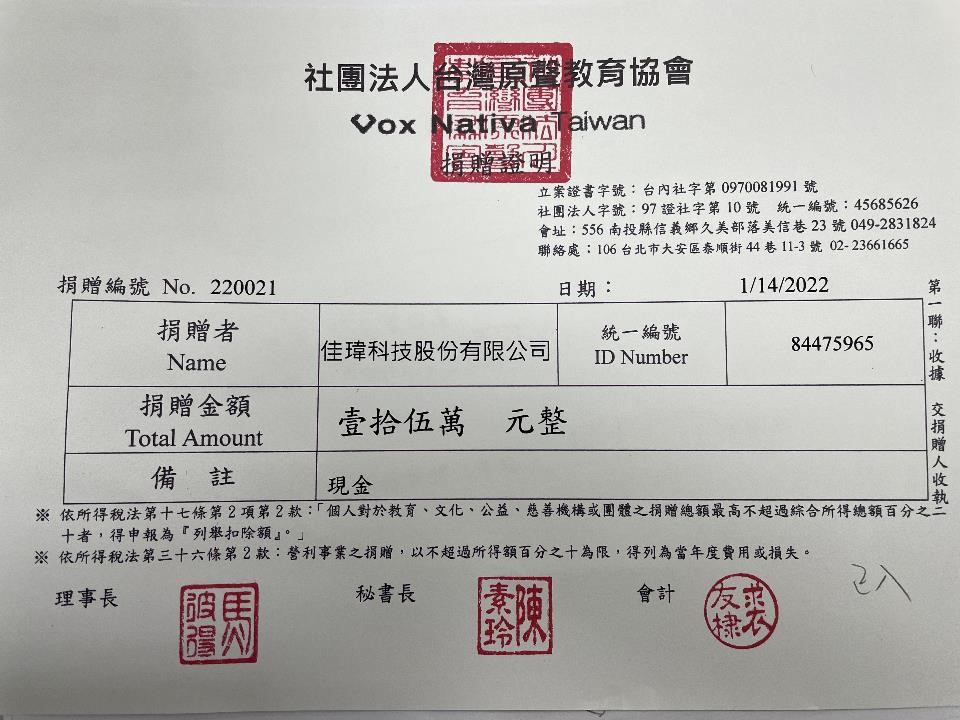 社團法人台灣原聲教育協會
Vox Nativa Taiwan
捐贈證明
立案證書字號：台內社字第 0970081991 號
社團法人字號：97 證社字第 10 號　統一編號：45685626
會址：556 南投縣信義鄉久美部落美信巷 23 號 049-2831824
聯絡處：106 台北市大安區泰順街 44 巷 11-3 號 02- 23661665
捐贈編號 No. 220021
日期：
1/14/2022
捐贈者
Name
佳瑋科技股份有限公司
統一編號
ID Number
84475965
捐贈金額
Total Amount
壹拾伍萬　元整
備　註
現金
第一聯：收據　交捐贈人收執
※ 依所得稅法第十七條第2項第2款：「個人對於教育、文化、公益、慈善機構或團體之捐贈總額最高不超過綜合所得總額百分之二
十者，得申報為『列舉扣除額』。」
※ 依所得稅法第三十六條第2款：營利事業之捐贈，以不超過所得額百分之十為限，得列為當年度費用或損失。
理事長
馬彼得
秘書長
陳素玲
會計
裘友棣
已入